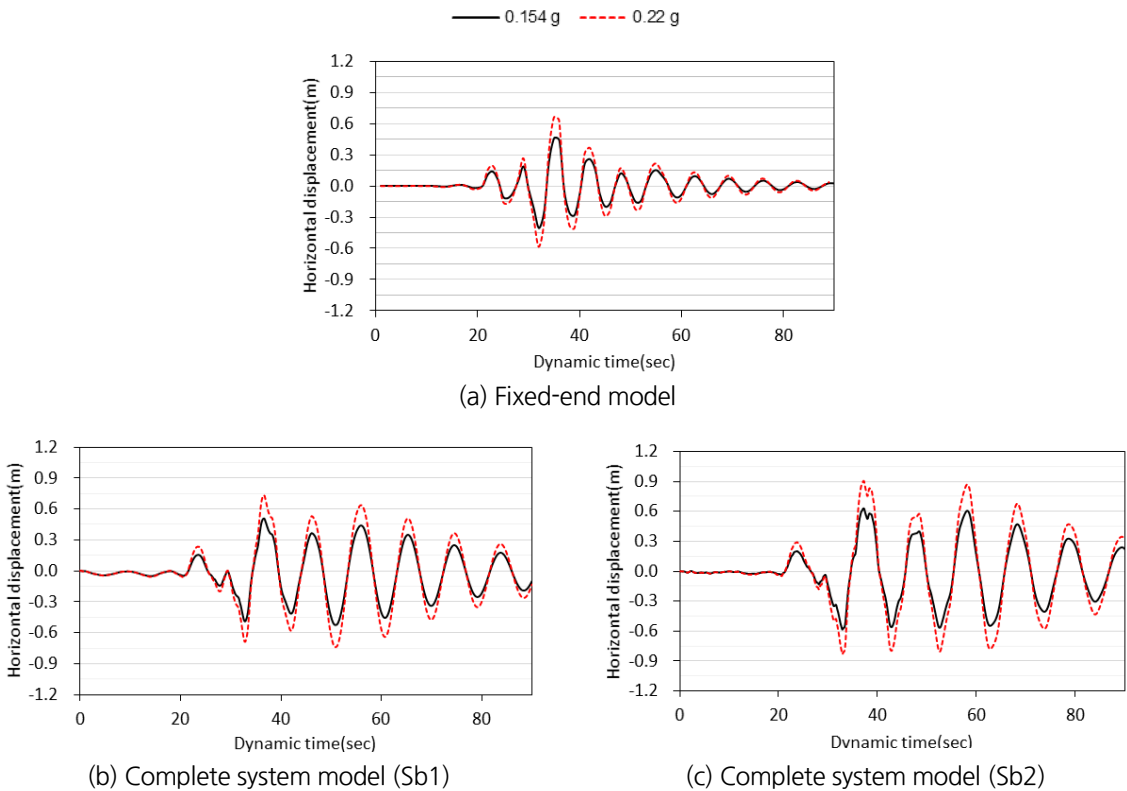 0.154 g 0.22 g
Horizontal displacement(m)
1.2
0.9
0.6
0.3
0.0
-0.3
-0.6
-0.9
-1.2
0 20 40 60 80
Dynamic time(sec)
(a) Fixed-end model
Horizontal displacement(m)
1.2
0.9
0.6
0.3
0.0
-0.3
-0.6
-0.9
-1.2
0 20 40 60 80
Dynamic time(sec)
(b) Complete system model (Sb1)
Horizontal displacement(m)
1.2
0.9
0.6
0.3
0.0
-0.3
-0.6
-0.9
-1.2
0 20 40 60 80
Dynamic time(sec)
(c) Complete system model (Sb2)